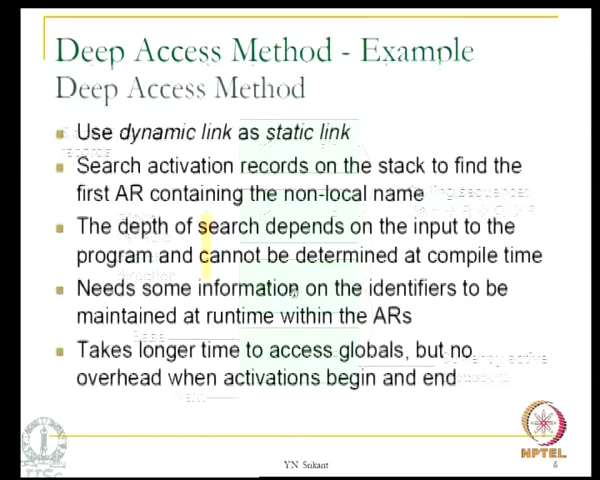 Deep Access Method - Example
Deep Access Method
Use dynamic link as static link
Search activation records on the stack to find the
first AR containing the non-local name
The depth of search depends on the input to the
program and cannot be determined at compile time
Needs some information on the identifiers to be
maintained at runtime within the ARs
Takes longer time to access globals, but no
overhead when activations begin and end
Y.N. Srikant
NPTEL